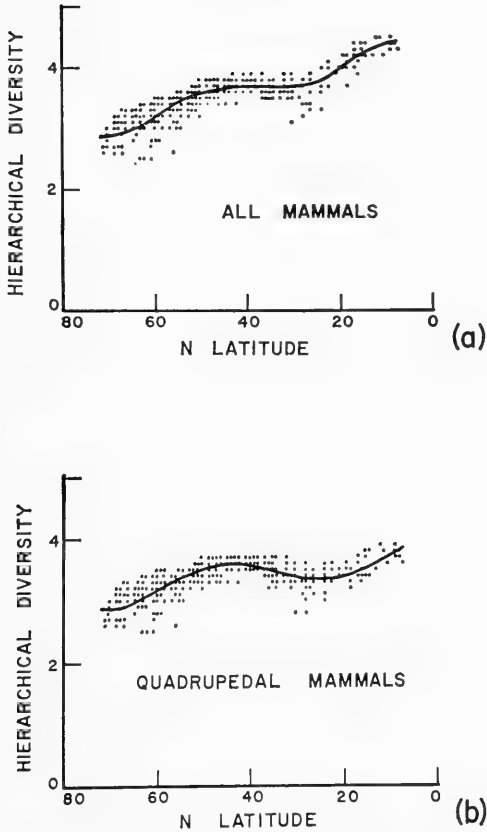 HIERARCHICAL DIVERSITY
4
2
0
ALL MAMMALS
80 60 40 20 0
N LATITUDE
(a)
HIERARCHICAL DIVERSITY
4
2
0
QUADRUPEDAL MAMMALS
80 60 40 20 0
N LATITUDE
(b)